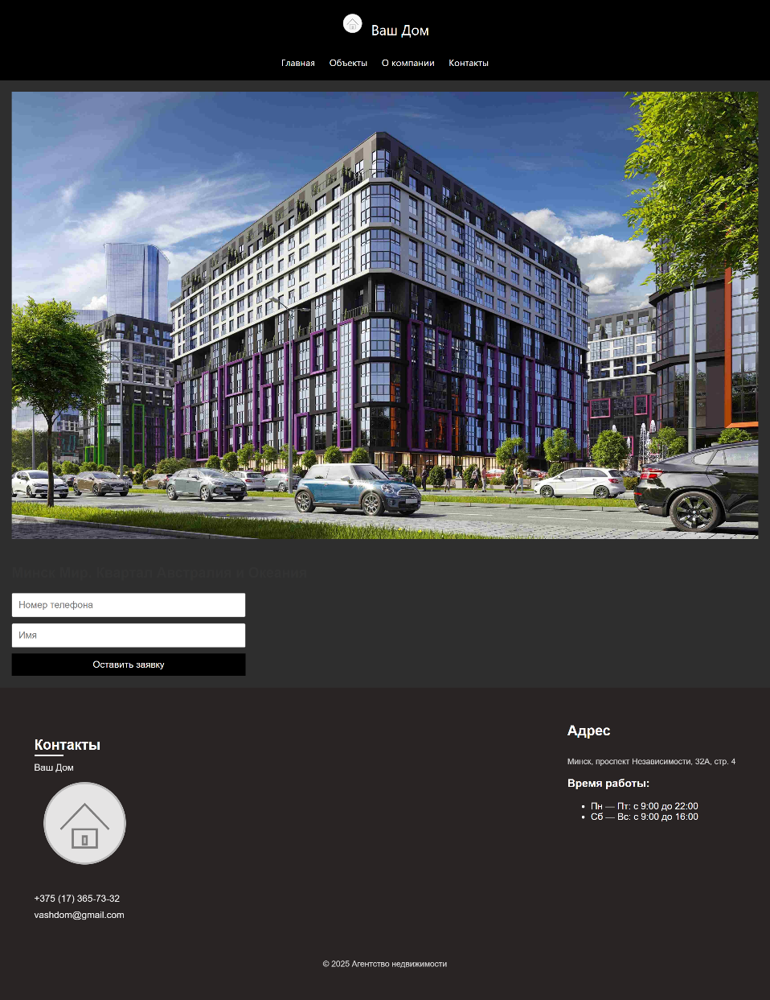 Ваш Дом
Главная Объекты О компании Контакты
Минск Мир. Квартал Австралия и Океания
Номер телефона
Имя
Оставить заявку
Контакты
Ваш Дом
+375 (17) 365-73-32
vashdom@gmail.com
Адрес
Минск, проспект Независимости, 32А, стр. 4
Время работы:
• Пн — Пт: с 9:00 до 22:00
• Сб — Вс: с 9:00 до 16:00
© 2025 Агентство недвижимости